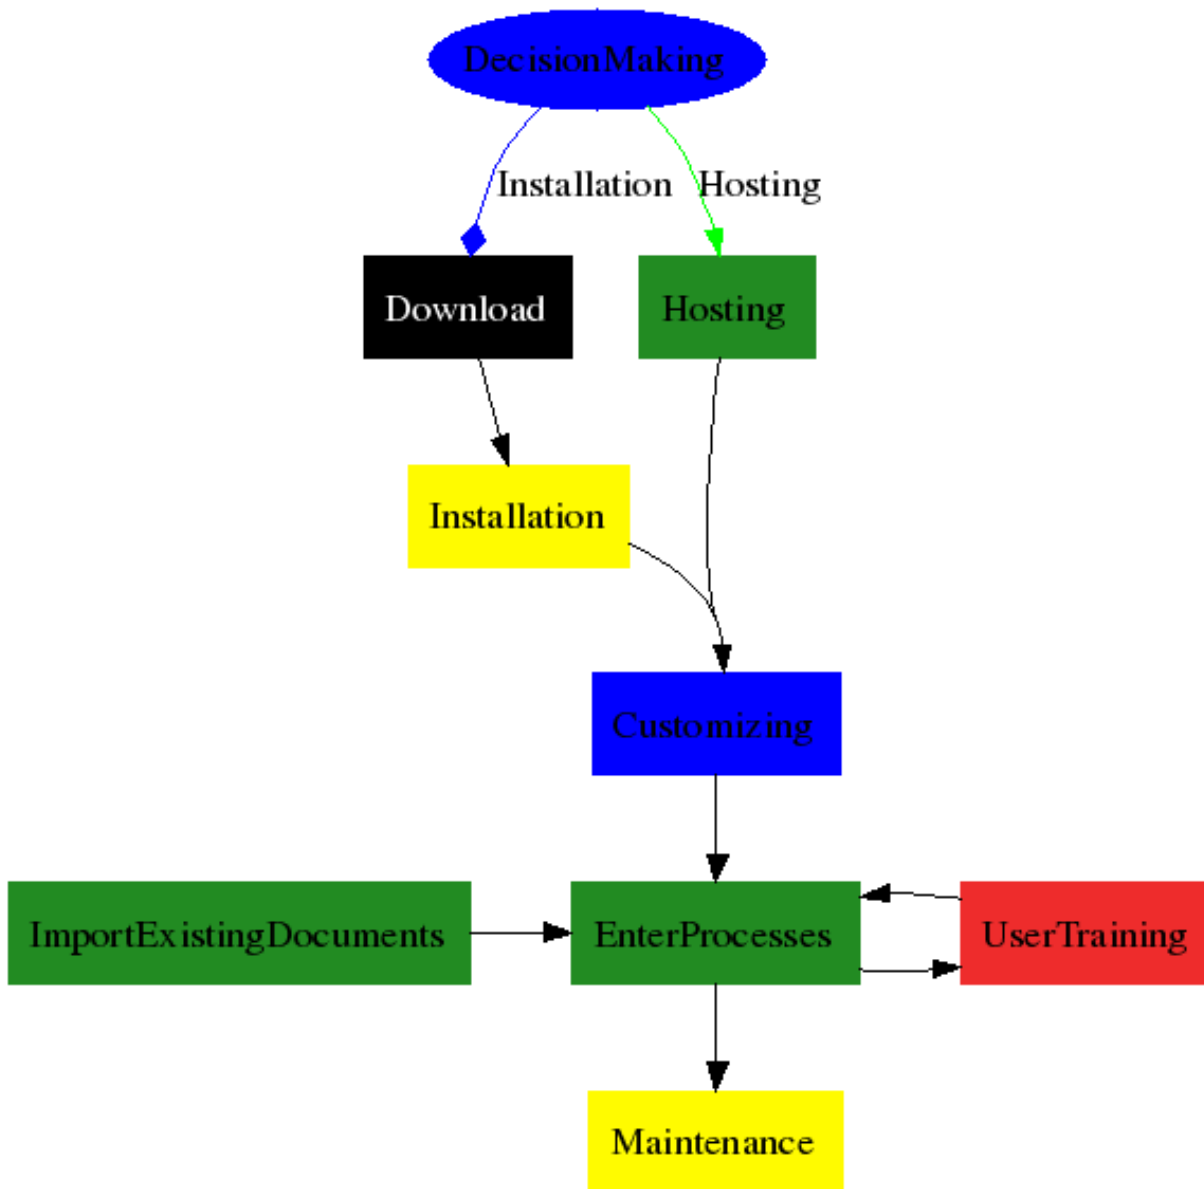 DecisionMaking
Installation
Hosting
Download
Hosting
Installation
Customizing
ImportExistingDocuments
EnterProcesses
UserTraining
Maintenance